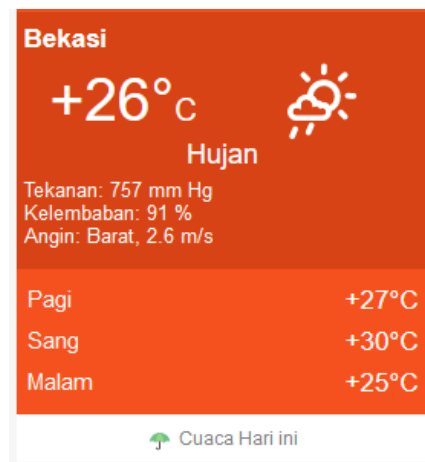 Bekasi
+26°C
Hujan
Tekanan: 757 mm Hg
Kelembaban: 91 %
Angin: Barat, 2.6 m/s
Pagi +27°C
Sang +30°C
Malam +25°C
Cuaca Hari ini